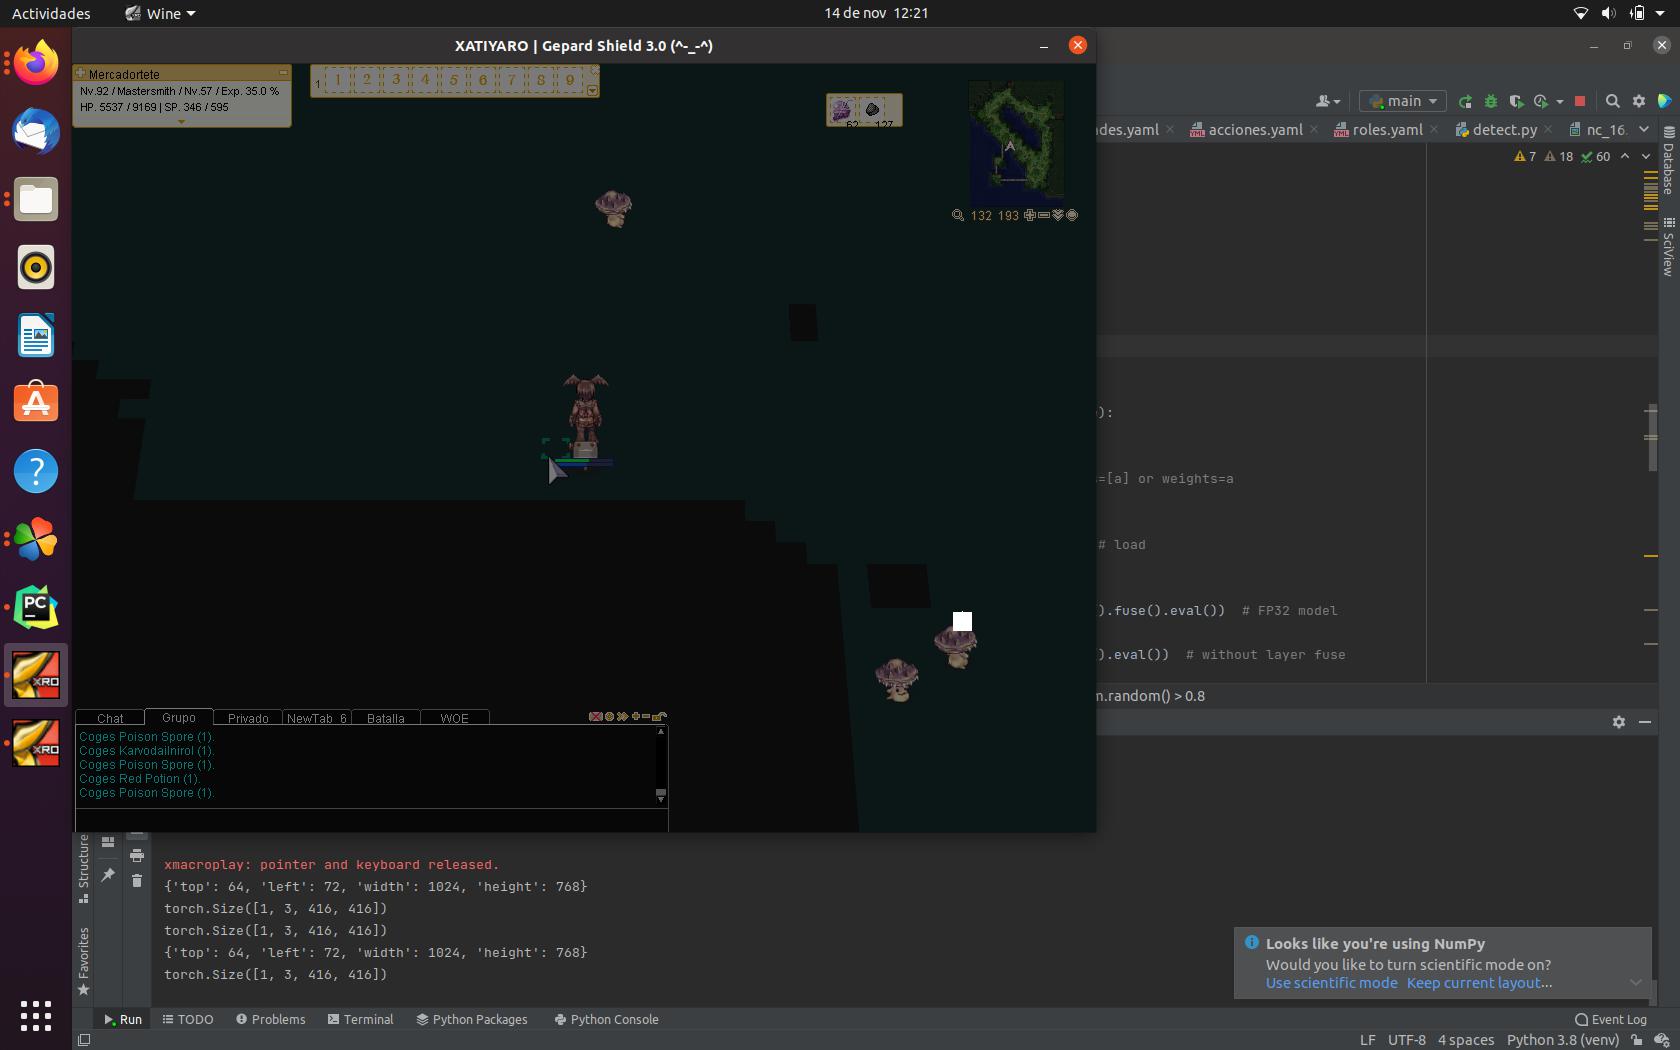 Actividades
Wine
14 de nov 12:21
XATIYARO | Gepard Shield 3.0 (^-_-^)
Mercadortete
Nv.92 / Mastersmith / Nv.57 / Exp. 35.0 %
HP. 5537 / 9169 | SP. 346 / 595
1 1 2 3 4 5 6 7 8 9
62 127
132 193
main
des.yaml
acciones.yaml
roles.yaml
detect.py
nc_16.
7 18 60
Database
SciView
):
=[a] or weights=a
# load
).fuse().eval()) # FP32 model
).eval()) # without layer fuse
m.random() > 0.8
Chat Grupo Privado NewTab_6 Batalla WOE
Coges Poison Spore (1).
Coges Karvodailnirol (1).
Coges Poison Spore (1).
Coges Red Potion (1).
Coges Poison Spore (1).
XRO
XRO
PC
Structure
Favorites
xmacroplay: pointer and keyboard released.
{'top': 64, 'left': 72, 'width': 1024, 'height': 768}
torch.Size([1, 3, 416, 416])
torch.Size([1, 3, 416, 416])
{'top': 64, 'left': 72, 'width': 1024, 'height': 768}
torch.Size([1, 3, 416, 416])
Looks like you're using NumPy
Would you like to turn scientific mode on?
Use scientific mode Keep current layout...
Run TODO Problems Terminal Python Packages Python Console
Event Log
LF UTF-8 4 spaces Python 3.8 (venv)